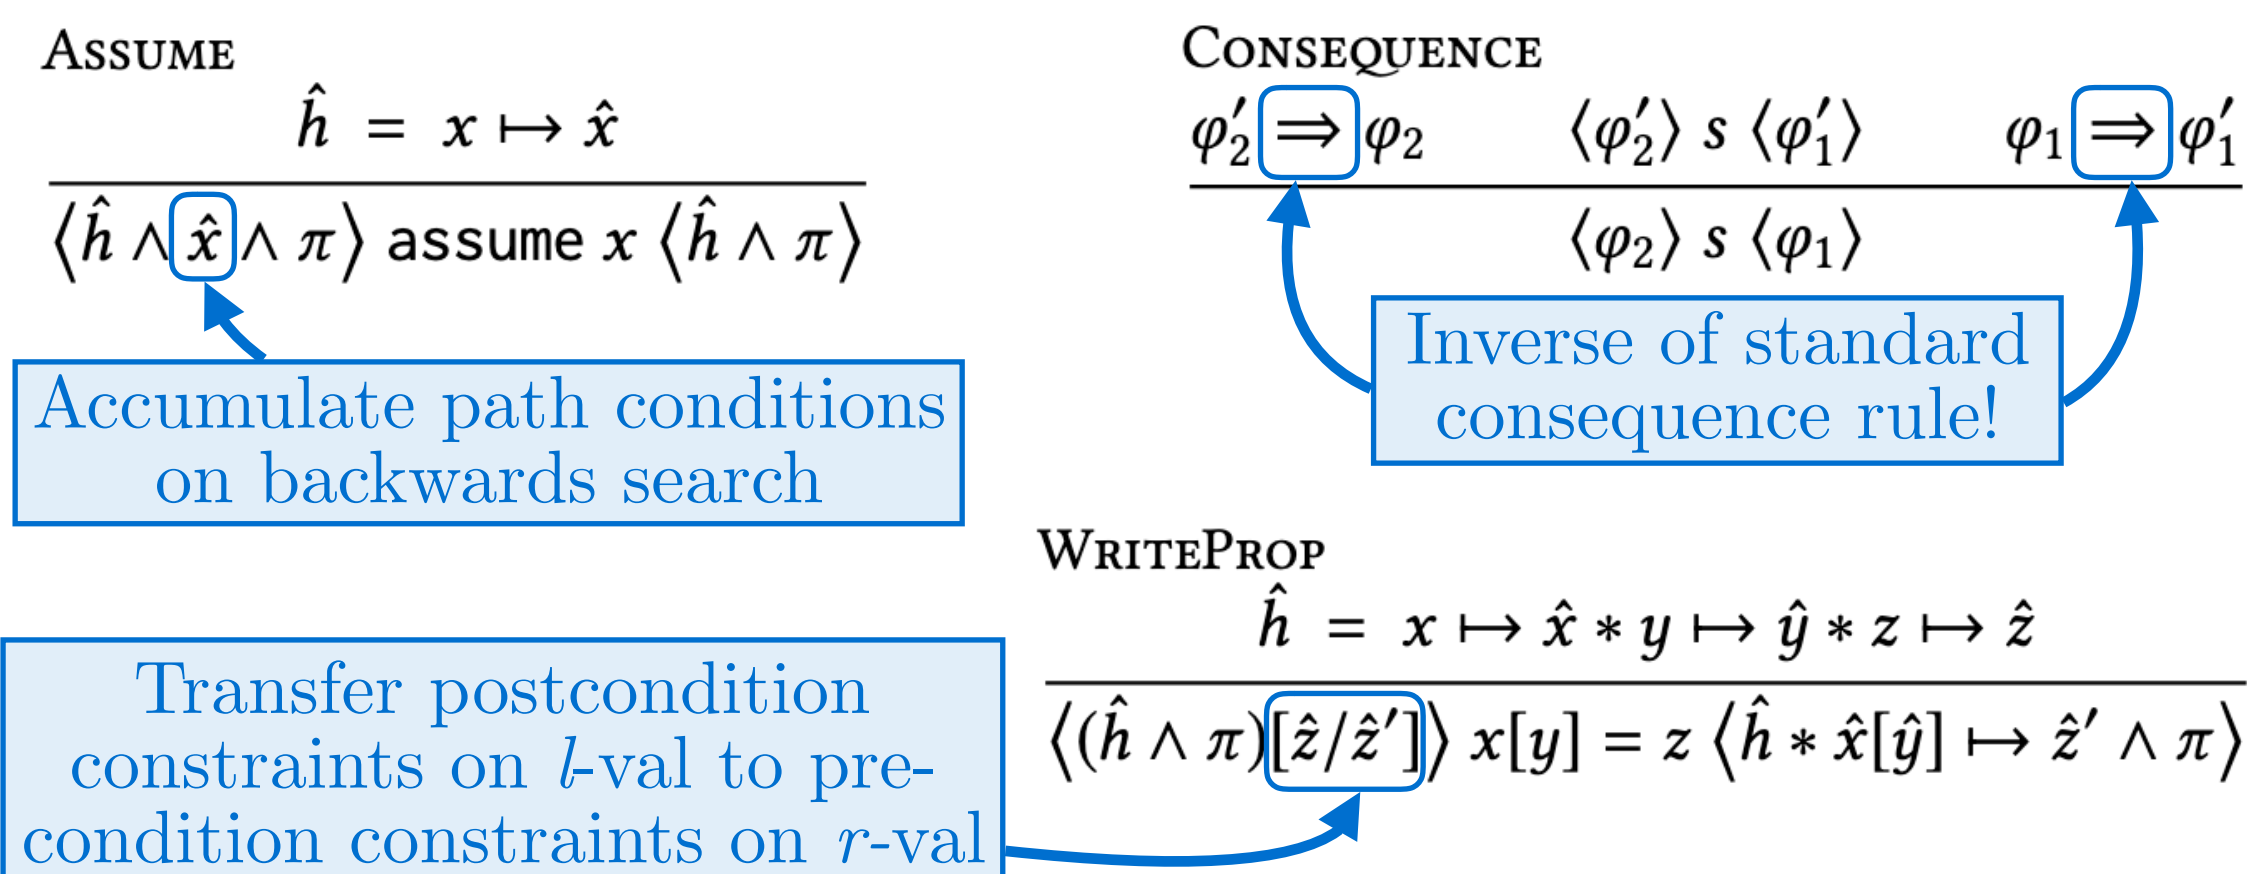 ASSUME
ĥ = x ↦ x̂
⟨ĥ ∧ x̂ ∧ π⟩ assume x ⟨ĥ ∧ π⟩
Accumulate path conditions
on backwards search
CONSEQUENCE
φ′₂ ⇒ φ₂ ⟨φ′₂⟩ s ⟨φ′₁⟩ φ₁ ⇒ φ′₁
⟨φ₂⟩ s ⟨φ₁⟩
Inverse of standard
consequence rule!
WRITEPROP
ĥ = x ↦ x̂ * y ↦ ŷ * z ↦ ẑ
⟨(ĥ ∧ π)[ẑ/ẑ′]⟩ x[y] = z ⟨ĥ * x̂[ŷ] ↦ ẑ′ ∧ π⟩
Transfer postcondition
constraints on l-val to pre-
condition constraints on r-val